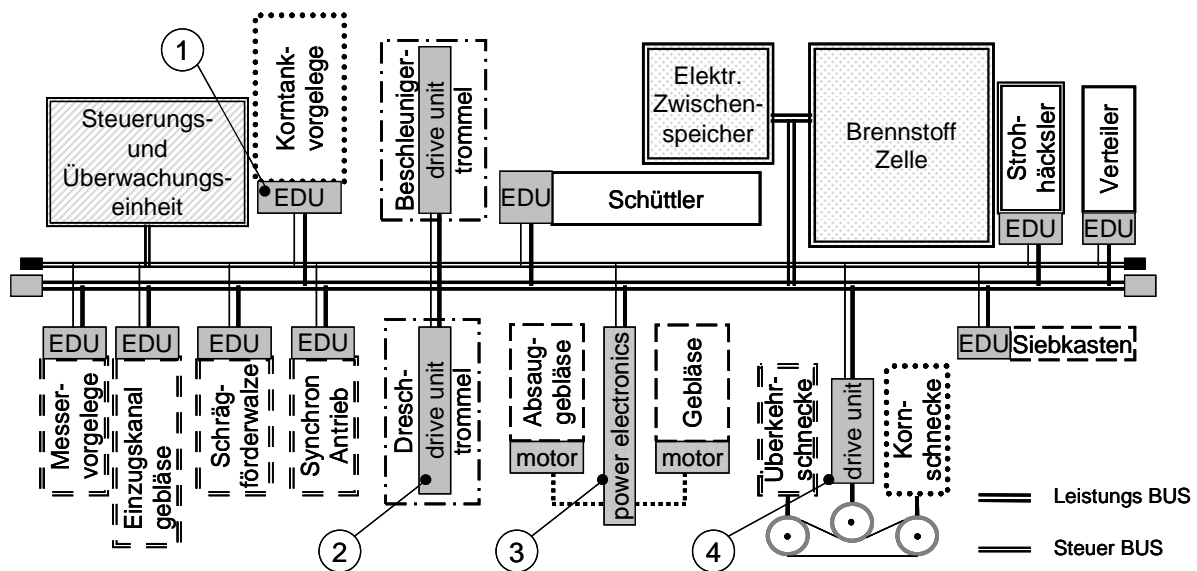 1
Korntank-
vorgelege
EDU
Steuerungs-
und
Überwachungs-
einheit
Beschleuniger-
drive unit
trommel
EDU
Schüttler
Elektr.
Zwischen-
speicher
Brennstoff
Zelle
Stroh-
häcksler
EDU
Verteiler
EDU
EDU
Messer-
vorgelege
EDU
Einzugskanal
gebläse
EDU
Schräg-
förderwalze
EDU
Synchron
Antrieb
Dresch-
drive unit
trommel
2
Absaug-
gebläse
motor
power electronics
3
Gebläse
motor
Überkehr-
schnecke
drive unit
4
Korn-
schnecke
EDU
Siebkasten
Leistungs BUS
Steuer BUS